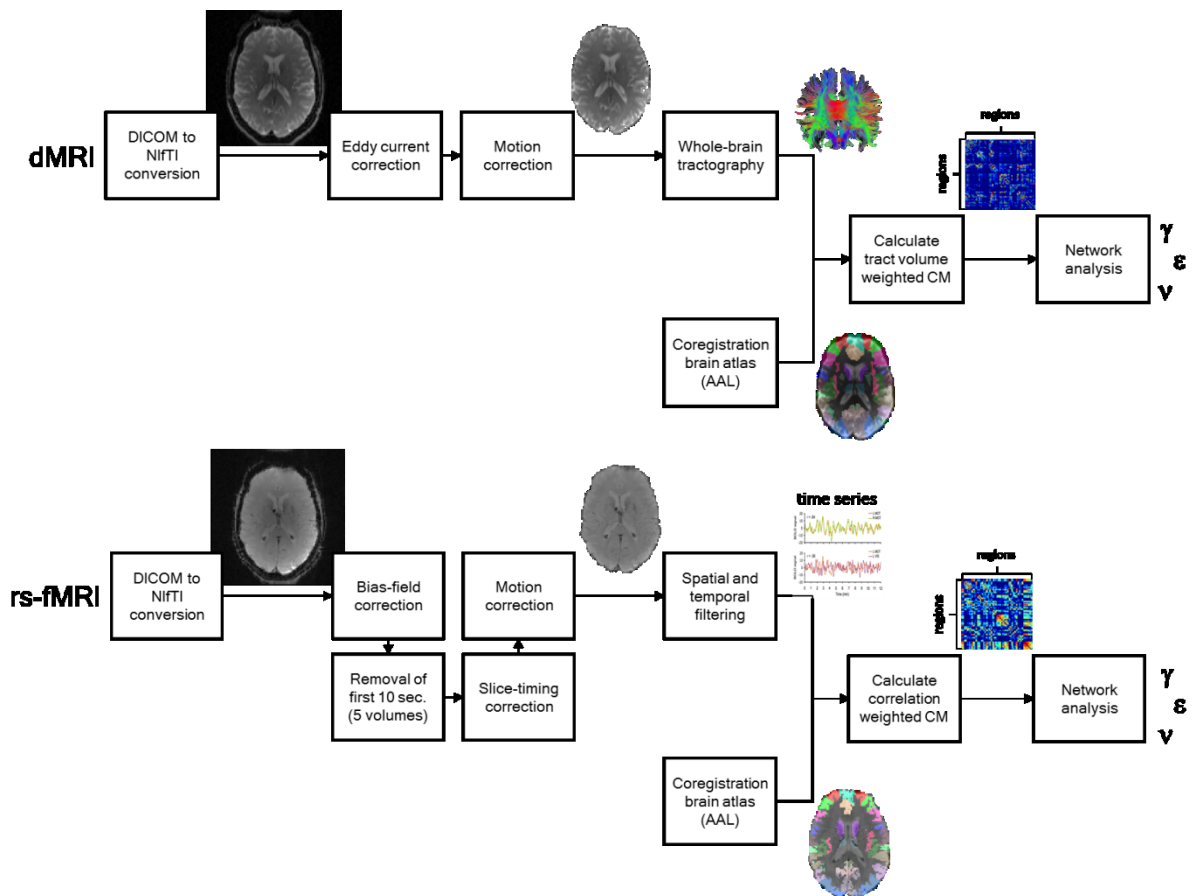 dMRI
DICOM to
NIfTI
conversion
Eddy current
correction
Motion
correction
Whole-brain
tractography
regions
regions
Calculate
tract volume
weighted CM
Network
analysis
γ
ε
ν
Coregistration
brain atlas
(AAL)
rs-fMRI
DICOM to
NIfTI
conversion
Bias-field
correction
Motion
correction
Spatial and
temporal
filtering
time series
Time (min)
Removal of
first 10 sec.
(5 volumes)
Slice-timing
correction
regions
regions
Calculate
correlation
weighted CM
Network
analysis
γ
ε
ν
Coregistration
brain atlas
(AAL)